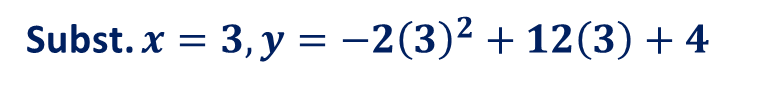 Subst. x = 3, y = −2(3)² + 12(3) + 4